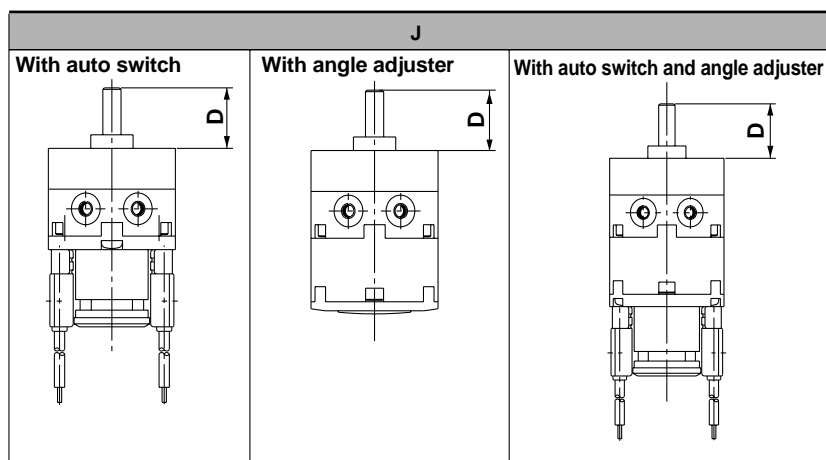 J
With auto switch
With angle adjuster
With auto switch and angle adjuster
D
D
D